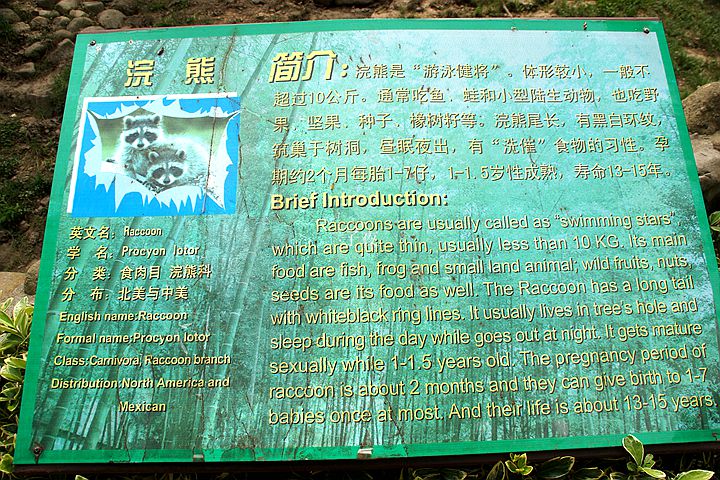 浣 熊
英文名：Raccoon
学 名：Procyon lotor
分 类：食肉目 浣熊科
分 布：北美与中美
English name:Raccoon
Formal name:Procyon lotor
Class:Carnivora, Raccoon branch
Distribution:North America and
Mexican
简介：浣熊是“游泳健将”。体形较小，一般不
超过10公斤。通常吃鱼、蛙和小型陆生动物，也吃野
果、坚果、种子、橡树籽等。浣熊尾长，有黑白环纹，
筑巢于树洞，昼眠夜出，有“洗催”食物的习性。孕
期约2个月每胎1-7仔，1-1.5岁性成熟，寿命13-15年。
Brief Introduction:
Raccoons are usually called as “swimming stars”
which are quite thin, usually less than 10 KG. Its main
food are fish, frog and small land animal; wild fruits, nuts,
seeds are its food as well. The Raccoon has a long tail
with whiteblack ring lines. It usually lives in tree's hole and
sleep during the day while goes out at night. It gets mature
sexually while 1-1.5 years old. The pregnancy period of
raccoon is about 2 months and they can give birth to 1-7
babies once at most. And their life is about 13-15 years.